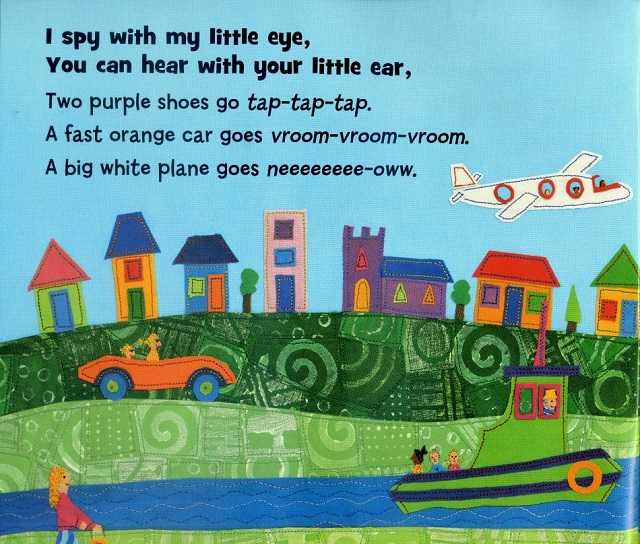 I spy with my little eye,
You can hear with your little ear,
Two purple shoes go tap-tap-tap.
A fast orange car goes vroom-vroom-vroom.
A big white plane goes neeeeeeee-oww.